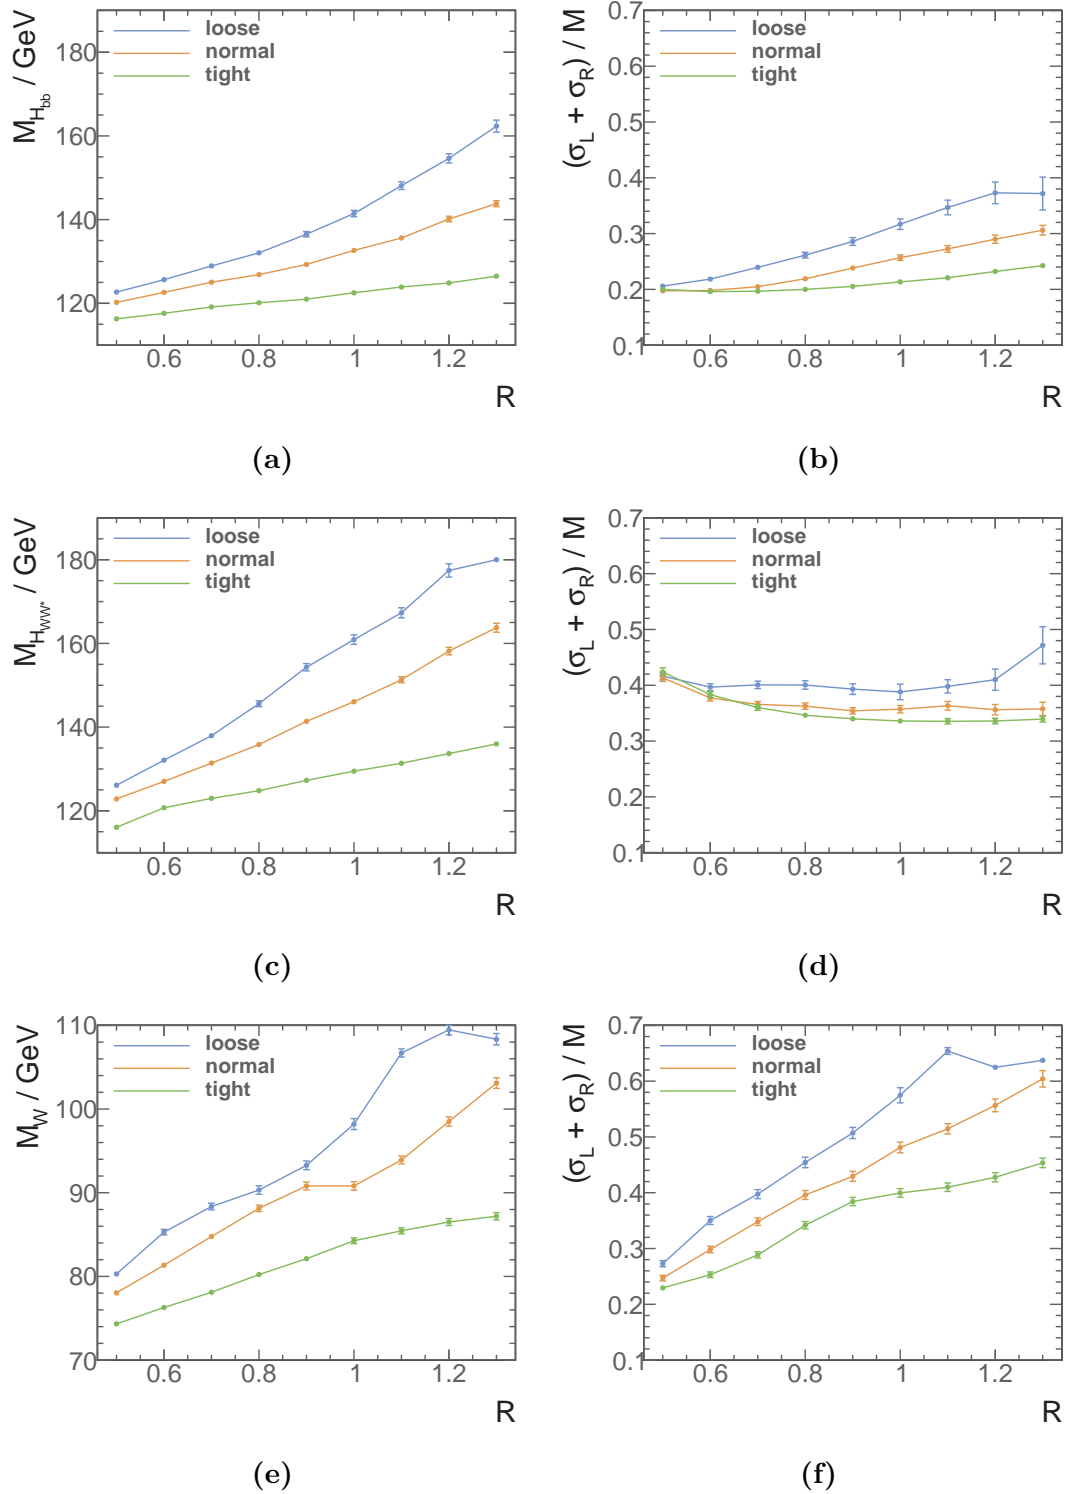 M_{H_{bb}} / GeV
loose
normal
tight
180
160
140
120
0.6 0.8 1 1.2
R
(a)
(σ_L + σ_R) / M
loose
normal
tight
0.7
0.6
0.5
0.4
0.3
0.2
0.1
0.6 0.8 1 1.2
R
(b)
M_{H_{WW*}} / GeV
loose
normal
tight
180
160
140
120
0.6 0.8 1 1.2
R
(c)
(σ_L + σ_R) / M
loose
normal
tight
0.7
0.6
0.5
0.4
0.3
0.2
0.1
0.6 0.8 1 1.2
R
(d)
M_W / GeV
loose
normal
tight
110
100
90
80
70
0.6 0.8 1 1.2
R
(e)
(σ_L + σ_R) / M
loose
normal
tight
0.7
0.6
0.5
0.4
0.3
0.2
0.1
0.6 0.8 1 1.2
R
(f)